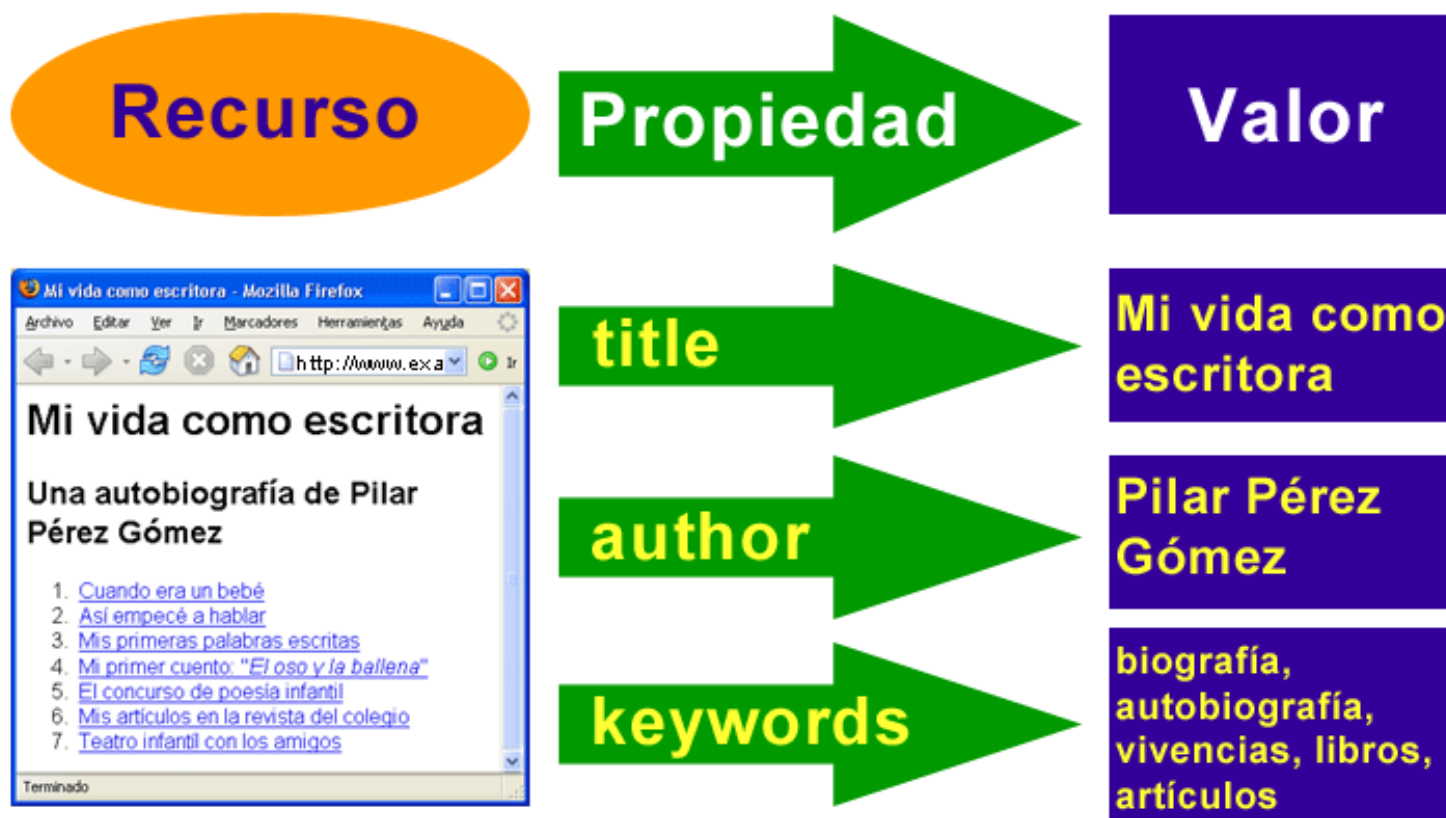 Recurso
Propiedad
Valor
Mi vida como escritora - Mozilla Firefox
Archivo Editar Ver Ir Marcadores Herramientas Ayuda
http://www.exa
Ir
Mi vida como escritora
Una autobiografía de Pilar
Pérez Gómez
1. Cuando era un bebé
2. Así empecé a hablar
3. Mis primeras palabras escritas
4. Mi primer cuento: "El oso y la ballena"
5. El concurso de poesía infantil
6. Mis artículos en la revista del colegio
7. Teatro infantil con los amigos
Terminado
title
Mi vida como
escritora
author
Pilar Pérez
Gómez
keywords
biografía,
autobiografía,
vivencias, libros,
artículos